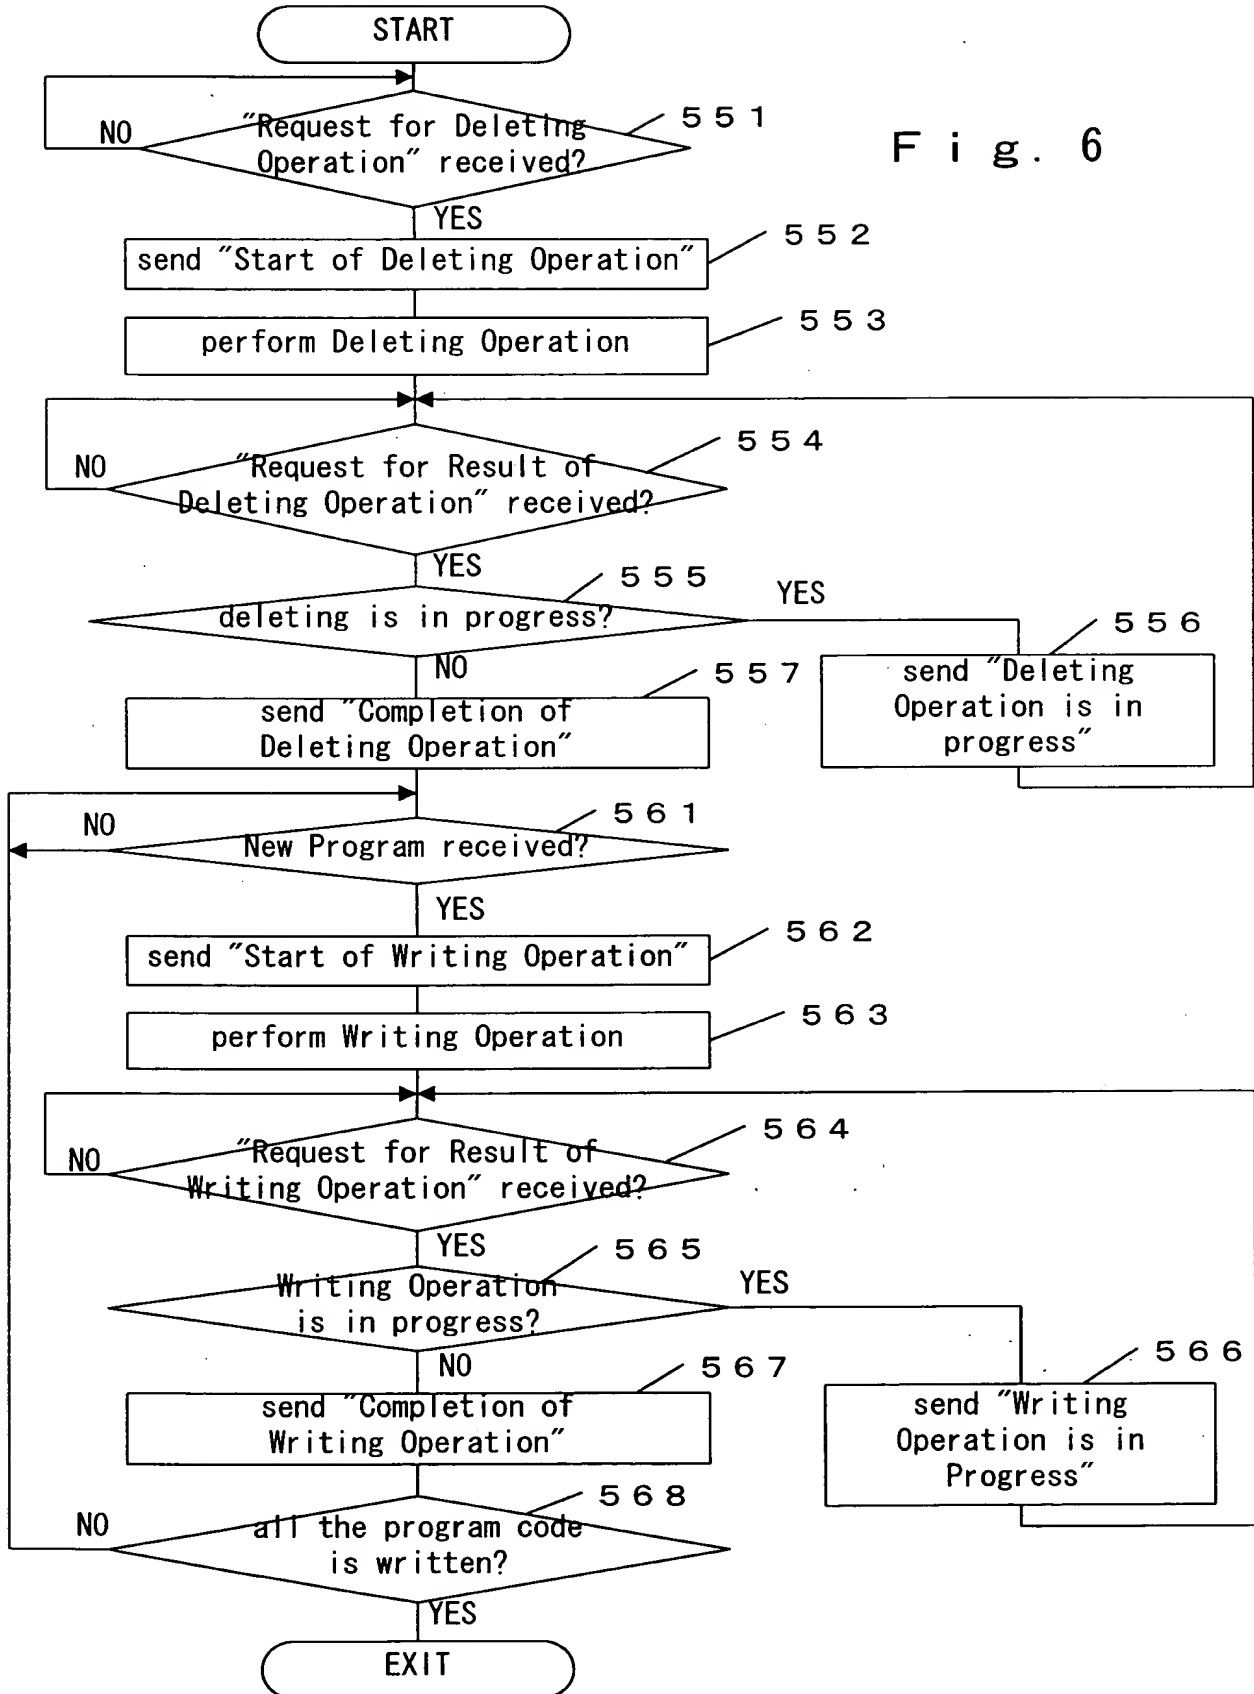 START
"Request for Deleting
Operation" received?
551
NO
Fig. 6
YES
send "Start of Deleting Operation"
552
perform Deleting Operation
553
"Request for Result of
Deleting Operation" received?
554
NO
YES
deleting is in progress?
555
YES
NO
send "Deleting
Operation is in
progress"
556
send "Completion of
Deleting Operation"
557
NO
New Program received?
561
YES
send "Start of Writing Operation"
562
perform Writing Operation
563
"Request for Result of
Writing Operation" received?
564
NO
YES
Writing Operation
is in progress?
565
YES
NO
send "Writing
Operation is in
Progress"
566
send "Completion of
Writing Operation"
567
NO
all the program code
is written?
568
YES
EXIT